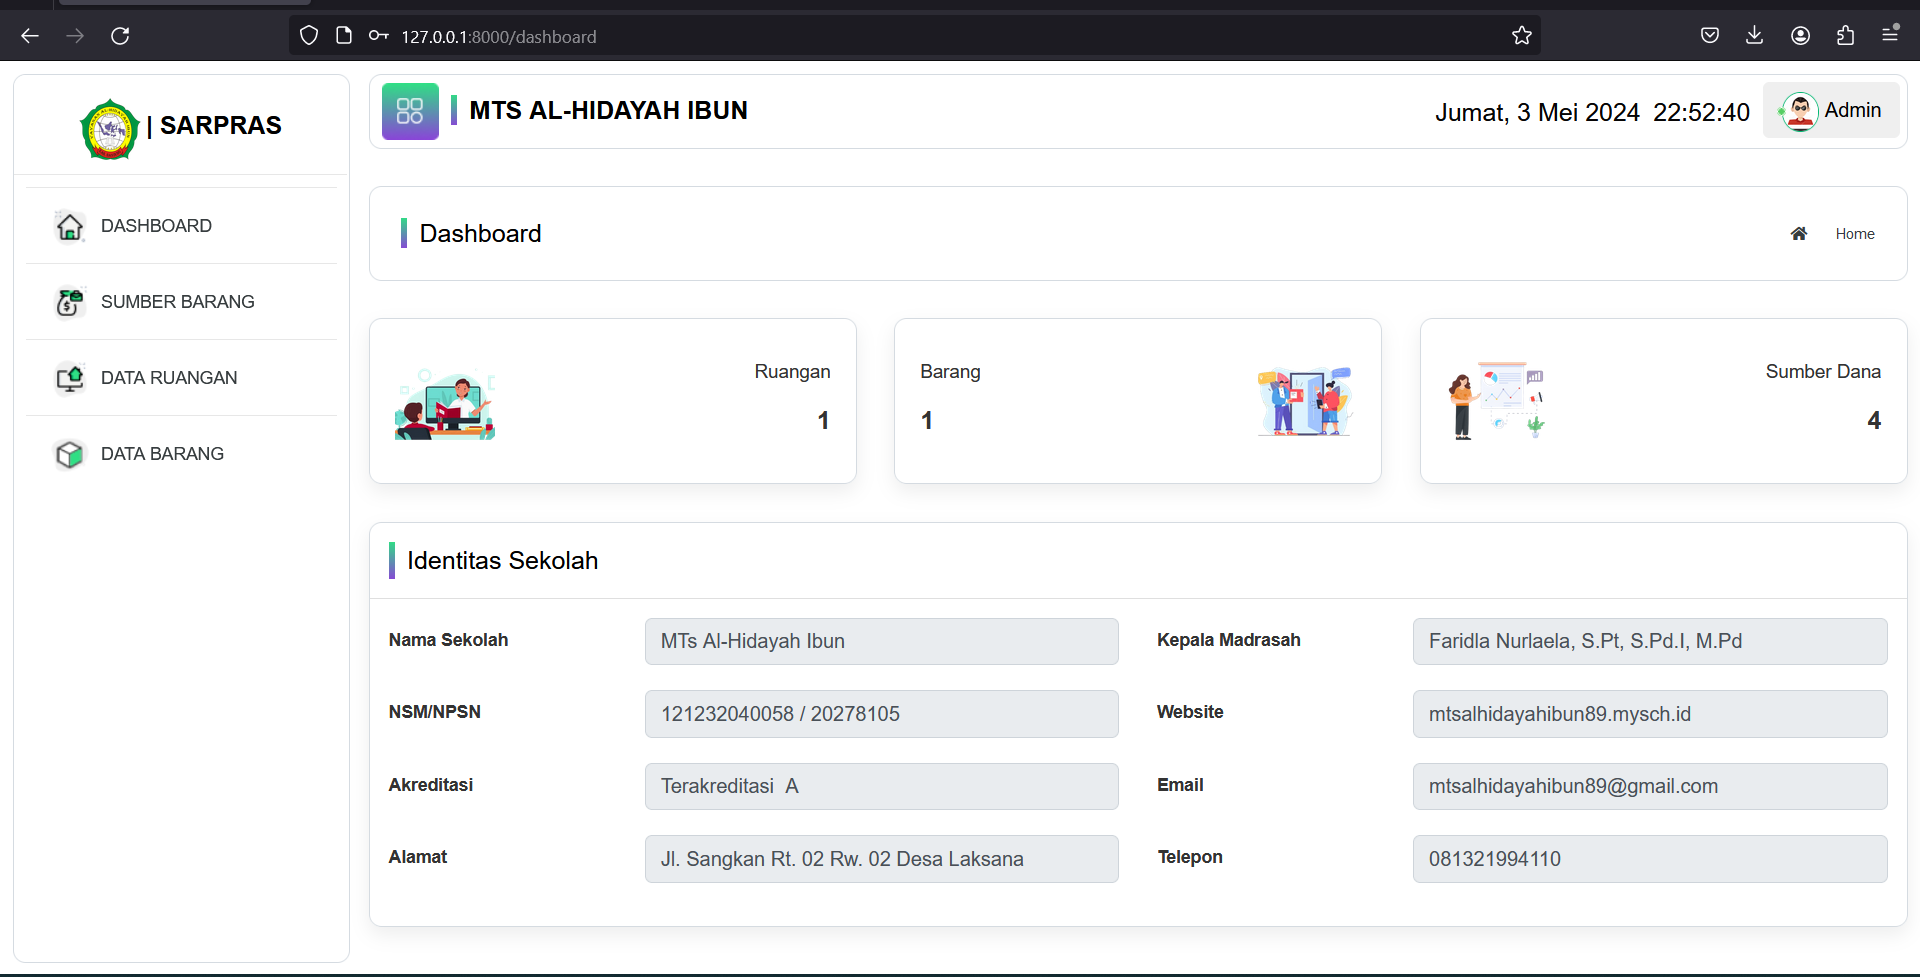 127.0.0.1:8000/dashboard
| SARPRAS
MTS AL-HIDAYAH IBUN
Jumat, 3 Mei 2024 22:52:40
Admin
DASHBOARD
SUMBER BARANG
DATA RUANGAN
DATA BARANG
Dashboard
Home
Ruangan
1
Barang
1
Sumber Dana
4
Identitas Sekolah
Nama Sekolah
MTs Al-Hidayah Ibun
Kepala Madrasah
Faridla Nurlaela, S.Pt, S.Pd.I, M.Pd
NSM/NPSN
121232040058 / 20278105
Website
mtsalhidayahibun89.mysch.id
Akreditasi
Terakreditasi  A
Email
mtsalhidayahibun89@gmail.com
Alamat
Jl. Sangkan Rt. 02 Rw. 02 Desa Laksana
Telepon
081321994110